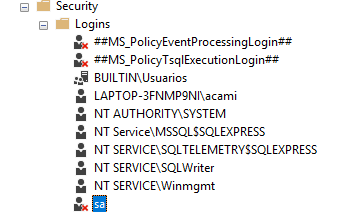 Security
Logins
##MS_PolicyEventProcessingLogin##
##MS_PolicyTsqlExecutionLogin##
BUILTIN\Usuarios
LAPTOP-3FNMP9NI\acami
NT AUTHORITY\SYSTEM
NT Service\MSSQL$SQLEXPRESS
NT SERVICE\SQLTELEMETRY$SQLEXPRESS
NT SERVICE\SQLWriter
NT SERVICE\Winmgmt
sa